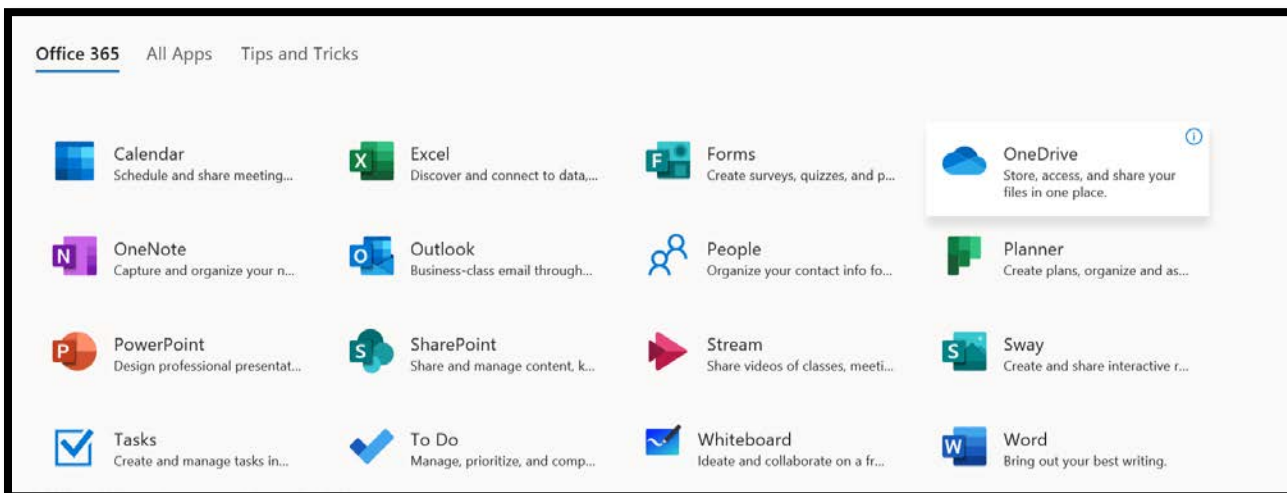 Office 365 All Apps Tips and Tricks
Calendar
Schedule and share meeting...
Excel
Discover and connect to data,...
Forms
Create surveys, quizzes, and p...
OneDrive
Store, access, and share your
files in one place.
OneNote
Capture and organize your n...
Outlook
Business-class email through...
People
Organize your contact info fo...
Planner
Create plans, organize and as...
PowerPoint
Design professional presentat...
SharePoint
Share and manage content, k...
Stream
Share videos of classes, meeti...
Sway
Create and share interactive r...
Tasks
Create and manage tasks in...
To Do
Manage, prioritize, and comp...
Whiteboard
Ideate and collaborate on a fr...
Word
Bring out your best writing.